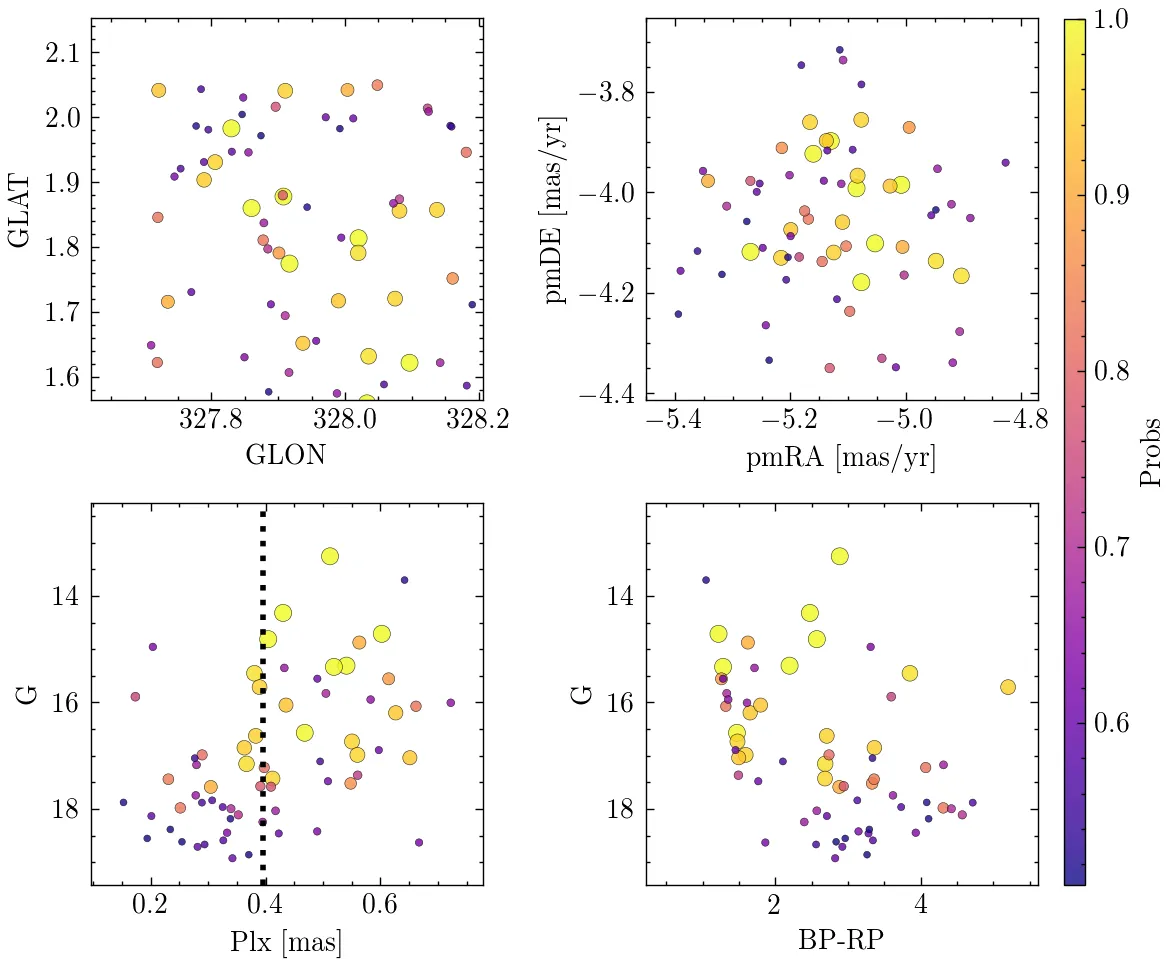 2.1
2.0
1.9
1.8
1.7
1.6
GLAT
327.8 328.0 328.2
GLON
−3.8
−4.0
−4.2
−4.4
pmDE [mas/yr]
−5.4 −5.2 −5.0 −4.8
pmRA [mas/yr]
14
16
18
G
0.2 0.4 0.6
Plx [mas]
14
16
18
G
2 4
BP-RP
1.0
0.9
0.8
0.7
0.6
Probs